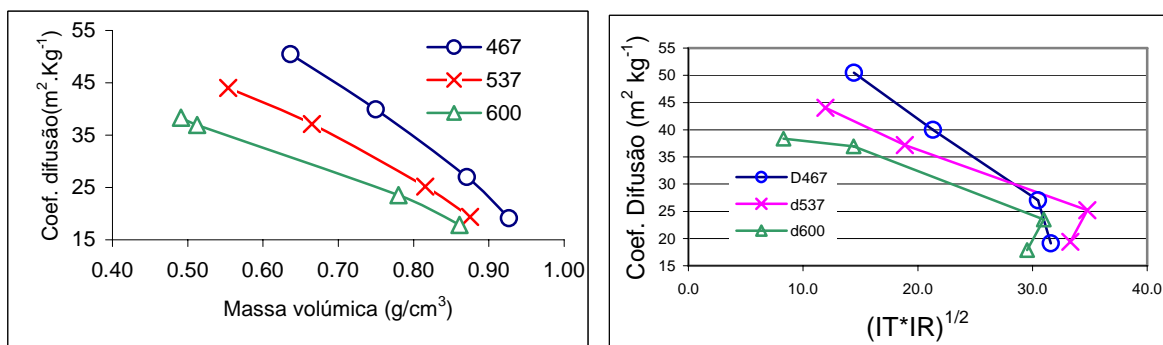 55
45
35
25
15
Coef. difusão(m².Kg⁻¹)
467
537
600
0.40 0.50 0.60 0.70 0.80 0.90 1.00
Massa volúmica (g/cm³)
55
50
45
40
35
30
25
20
15
Coef. Difusão (m² kg⁻¹)
D467
d537
d600
0.0 10.0 20.0 30.0 40.0
(IT*IR)¹/²